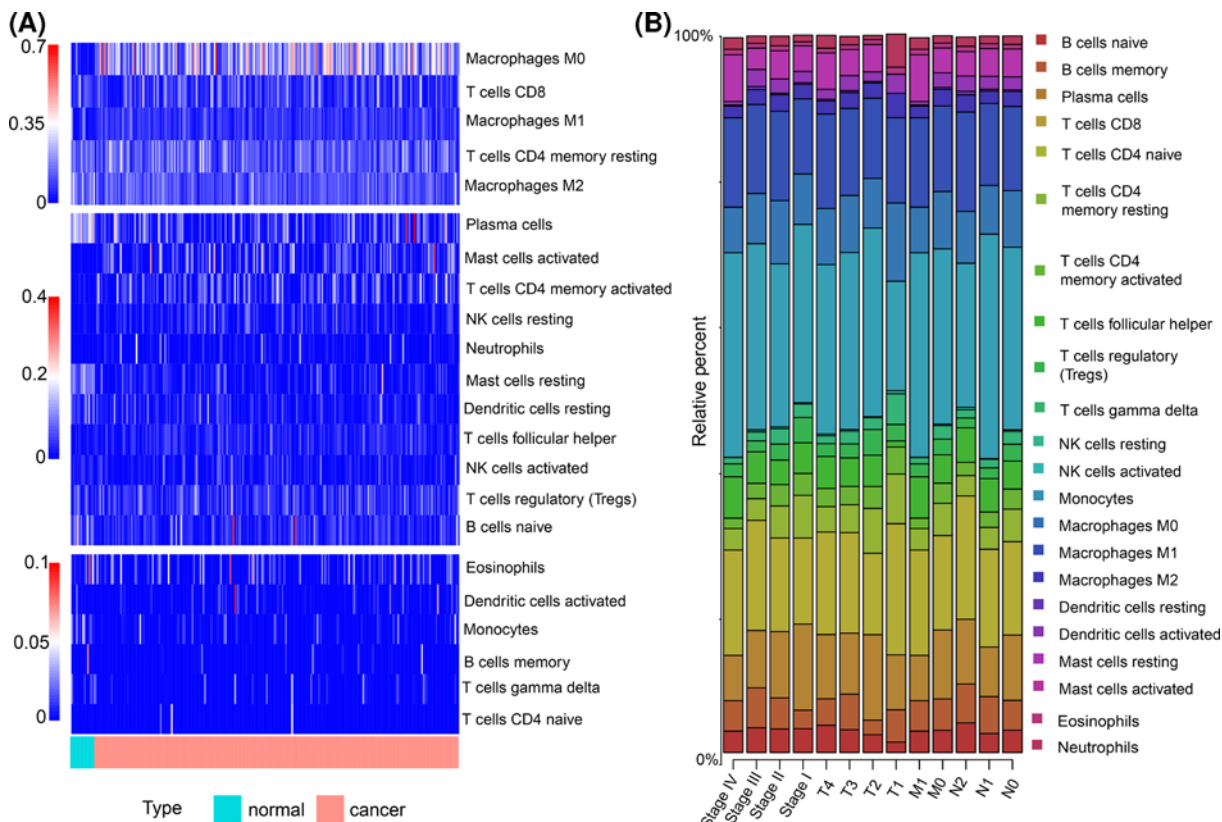 (A)
0.7
0.35
0
Macrophages M0
T cells CD8
Macrophages M1
T cells CD4 memory resting
Macrophages M2
0.4
0.2
0
Plasma cells
Mast cells activated
T cells CD4 memory activated
NK cells resting
Neutrophils
Mast cells resting
Dendritic cells resting
T cells follicular helper
NK cells activated
T cells regulatory (Tregs)
B cells naive
0.1
0.05
0
Eosinophils
Dendritic cells activated
Monocytes
B cells memory
T cells gamma delta
T cells CD4 naive
Type
normal
cancer
(B)
100%
Relative percent
0%
Stage IV
Stage III
Stage II
Stage I
T4
T3
T2
T1
M1
M0
N2
N1
N0
B cells naive
B cells memory
Plasma cells
T cells CD8
T cells CD4 naive
T cells CD4
memory resting
T cells CD4
memory activated
T cells follicular helper
T cells regulatory
(Tregs)
T cells gamma delta
NK cells resting
NK cells activated
Monocytes
Macrophages M0
Macrophages M1
Macrophages M2
Dendritic cells resting
Dendritic cells activated
Mast cells resting
Mast cells activated
Eosinophils
Neutrophils